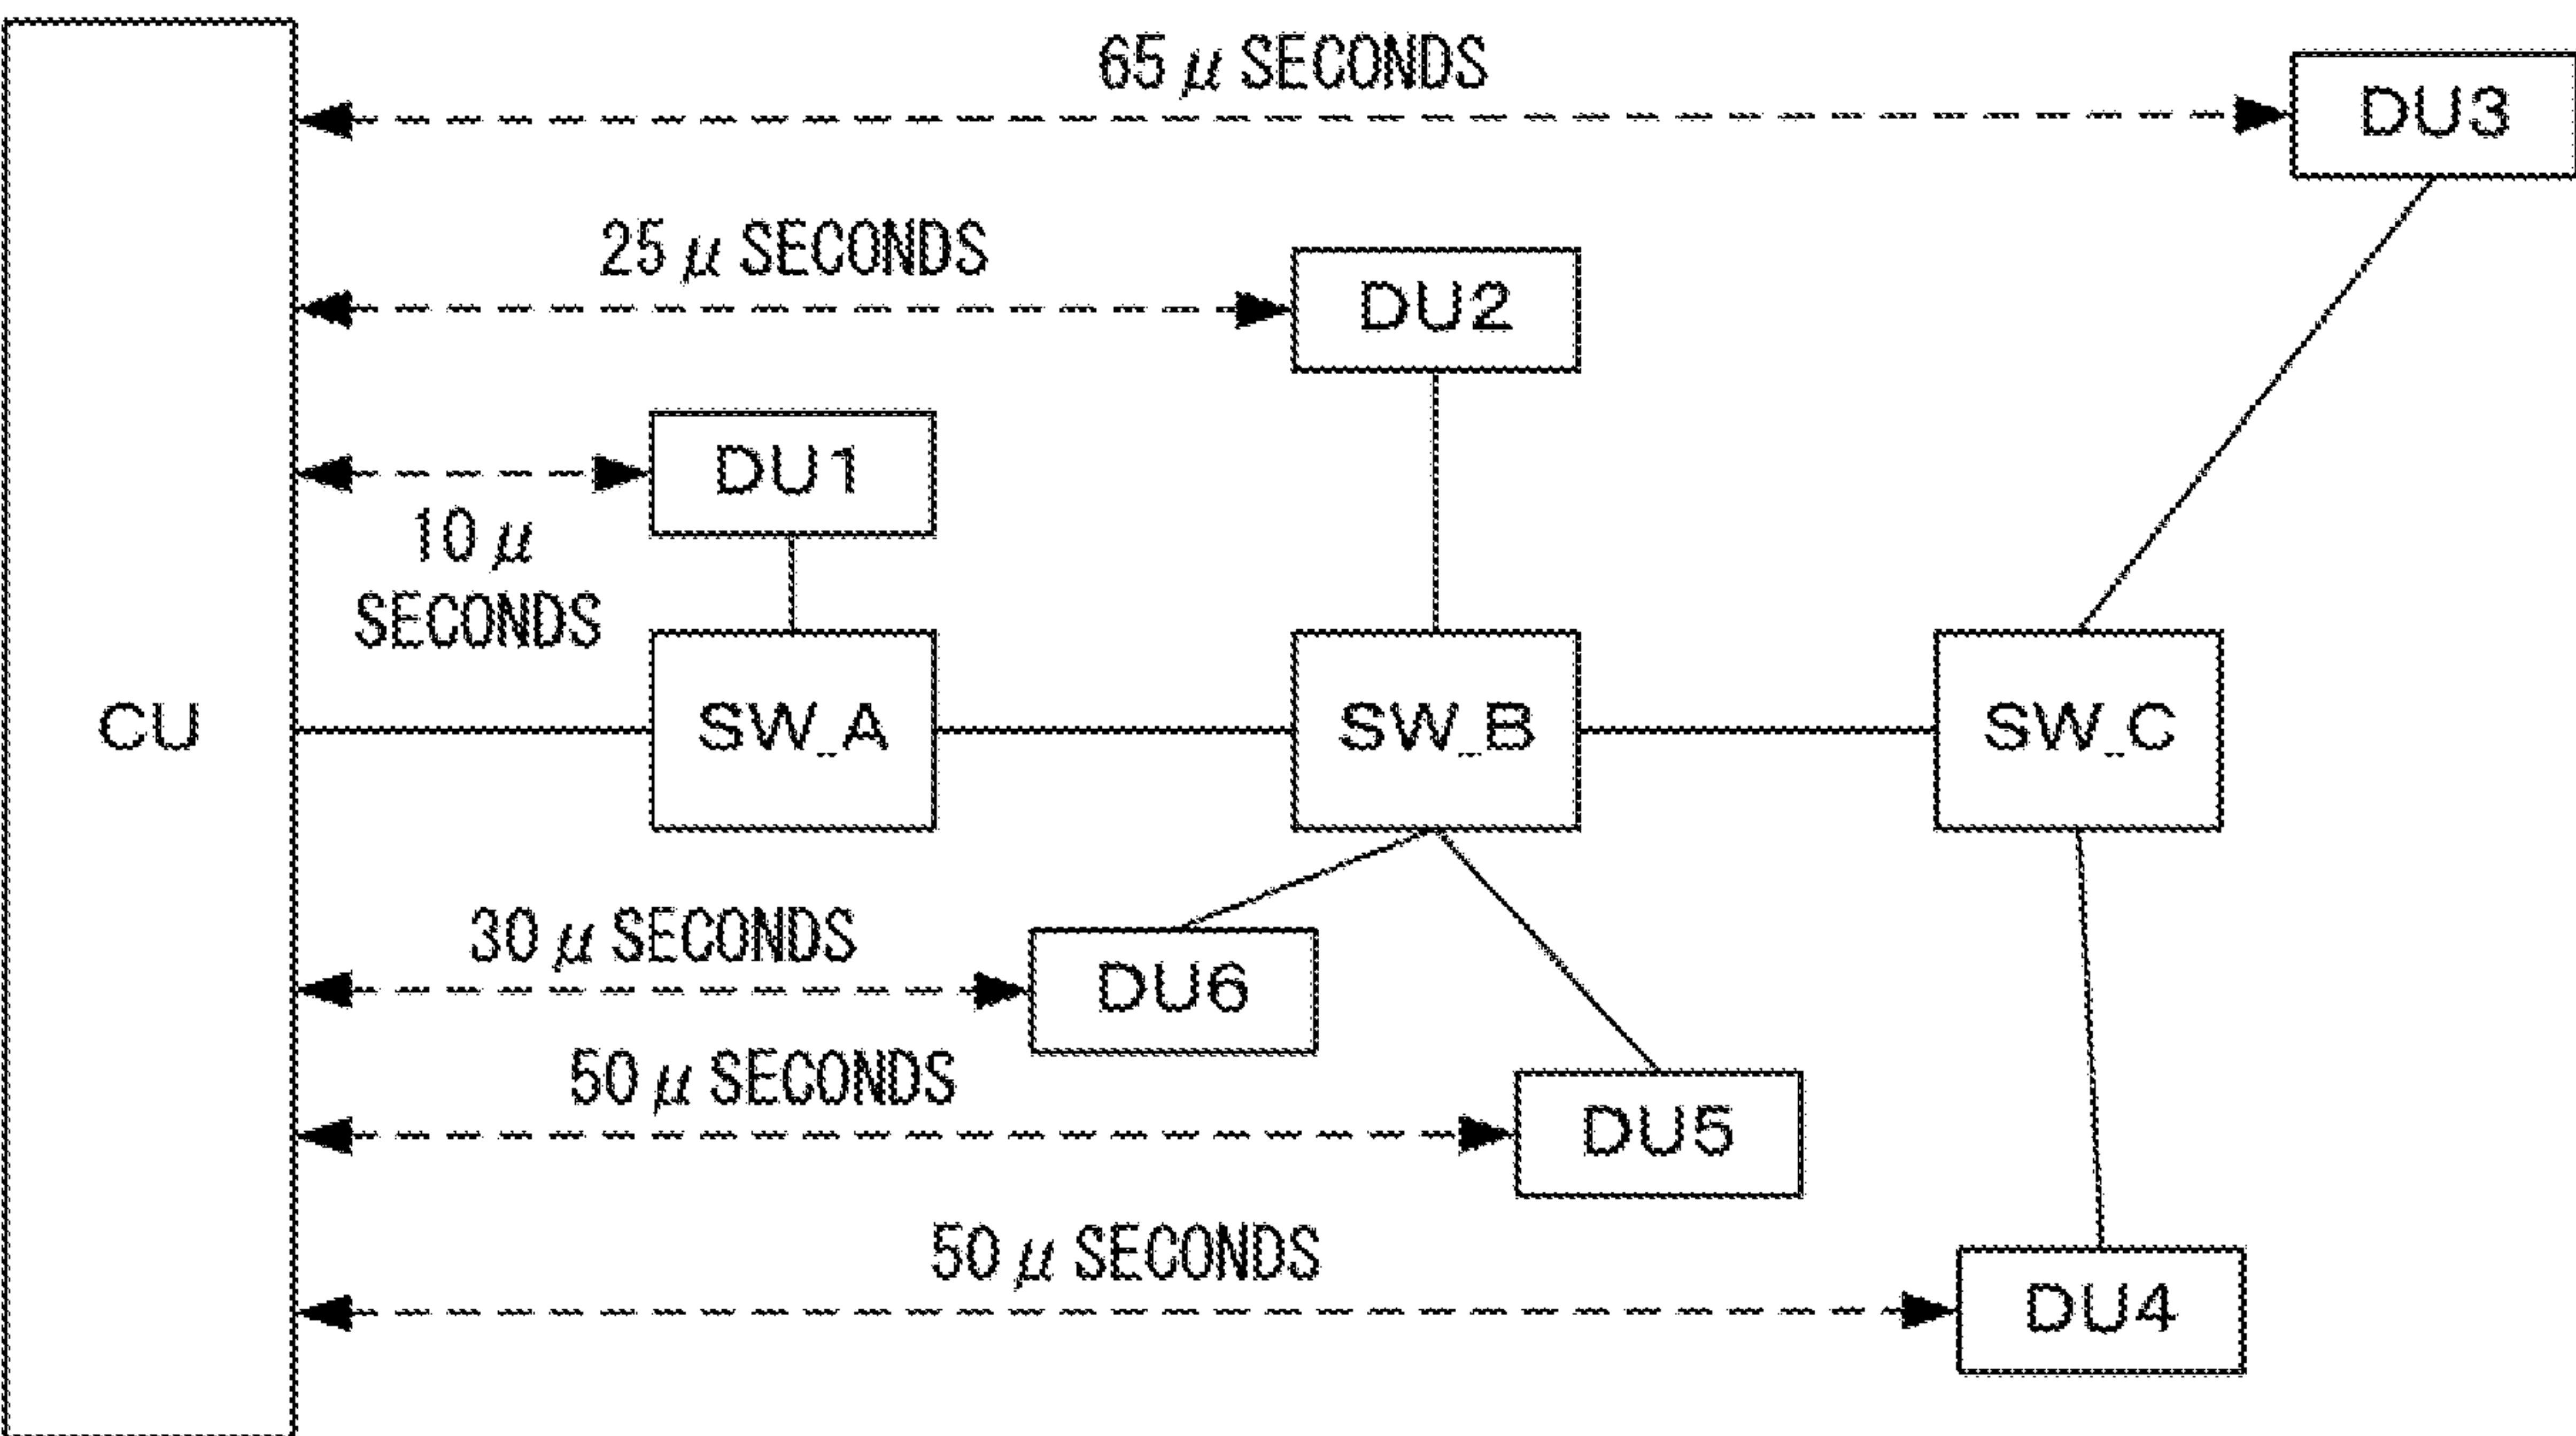 65 μ SECONDS
DU3
25 μ SECONDS
DU2
DU1
10 μ
SECONDS
CU
SW_A
SW_B
SW_C
30 μ SECONDS
DU6
50 μ SECONDS
DU5
50 μ SECONDS
DU4